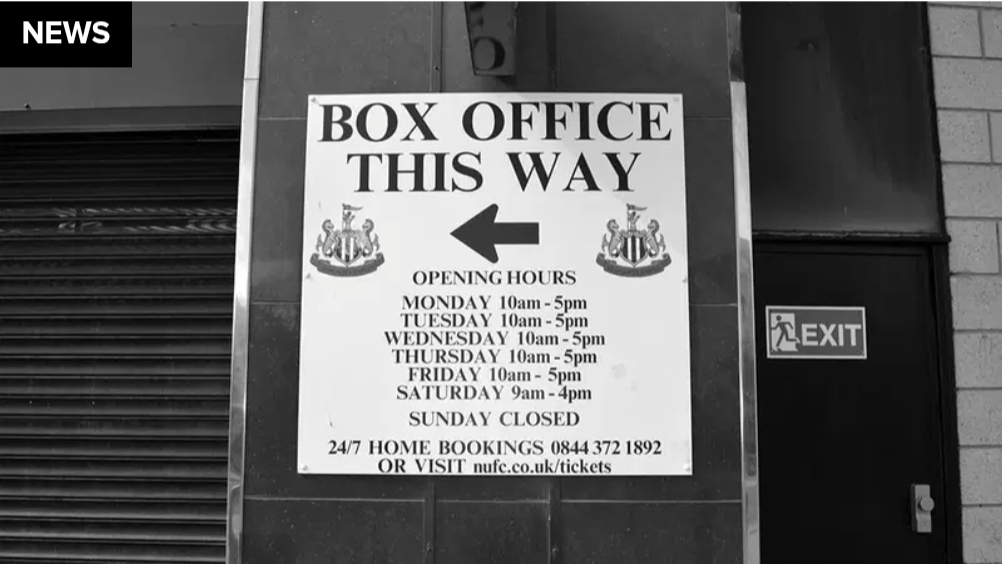 NEWS
BOX OFFICE
THIS WAY
OPENING HOURS
MONDAY 10am - 5pm
TUESDAY 10am - 5pm
WEDNESDAY 10am - 5pm
THURSDAY 10am - 5pm
FRIDAY 10am - 5pm
SATURDAY 9am - 4pm
SUNDAY CLOSED
24/7 HOME BOOKINGS 0844 372 1892
OR VISIT nufc.co.uk/tickets
EXIT